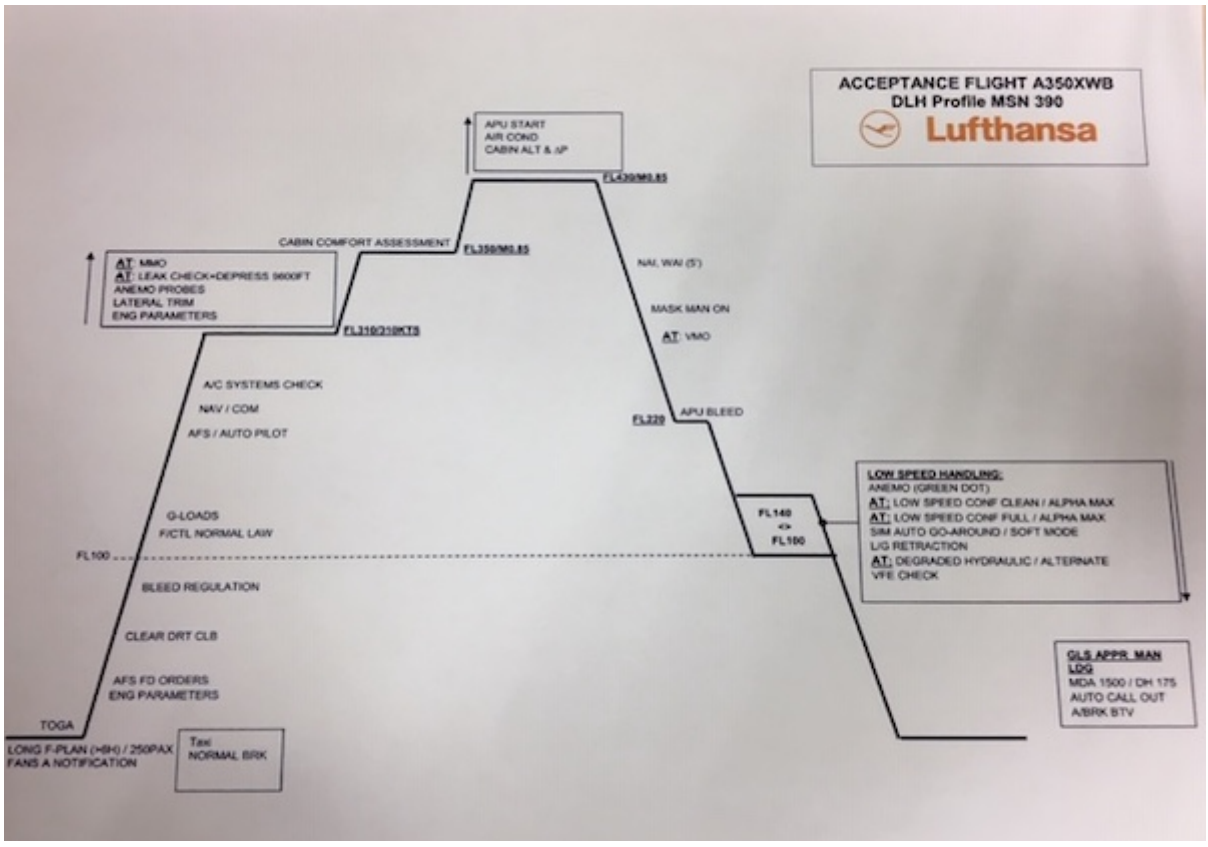 ACCEPTANCE FLIGHT A350XWB
DLH Profile MSN 390
Lufthansa
APU START
AIR COND
CABIN ALT & ΔP
FL430/M0.85
CABIN COMFORT ASSESSMENT
FL350/M0.85
AT: MMO
AT: LEAK CHECK+DEPRESS 9600FT
ANEMO PROBES
LATERAL TRIM
ENG PARAMETERS
FL310/310KTS
NAI, WAI (5')
MASK MAN ON
AT: VMO
A/C SYSTEMS CHECK
NAV / COM
AFS / AUTO PILOT
FL220
APU BLEED
G-LOADS
F/CTL NORMAL LAW
FL140
<>
FL100
LOW SPEED HANDLING:
ANEMO (GREEN DOT)
AT: LOW SPEED CONF CLEAN / ALPHA MAX
AT: LOW SPEED CONF FULL / ALPHA MAX
SIM AUTO GO-AROUND / SOFT MODE
L/G RETRACTION
AT: DEGRADED HYDRAULIC / ALTERNATE
VFE CHECK
FL100
BLEED REGULATION
CLEAR DRT CLB
AFS FD ORDERS
ENG PARAMETERS
GLS APPR MAN
LDG
MDA 1500 / DH 175
AUTO CALL OUT
A/BRK BTV
TOGA
LONG F-PLAN (>8H) / 250PAX
FANS A NOTIFICATION
Taxi
NORMAL BRK